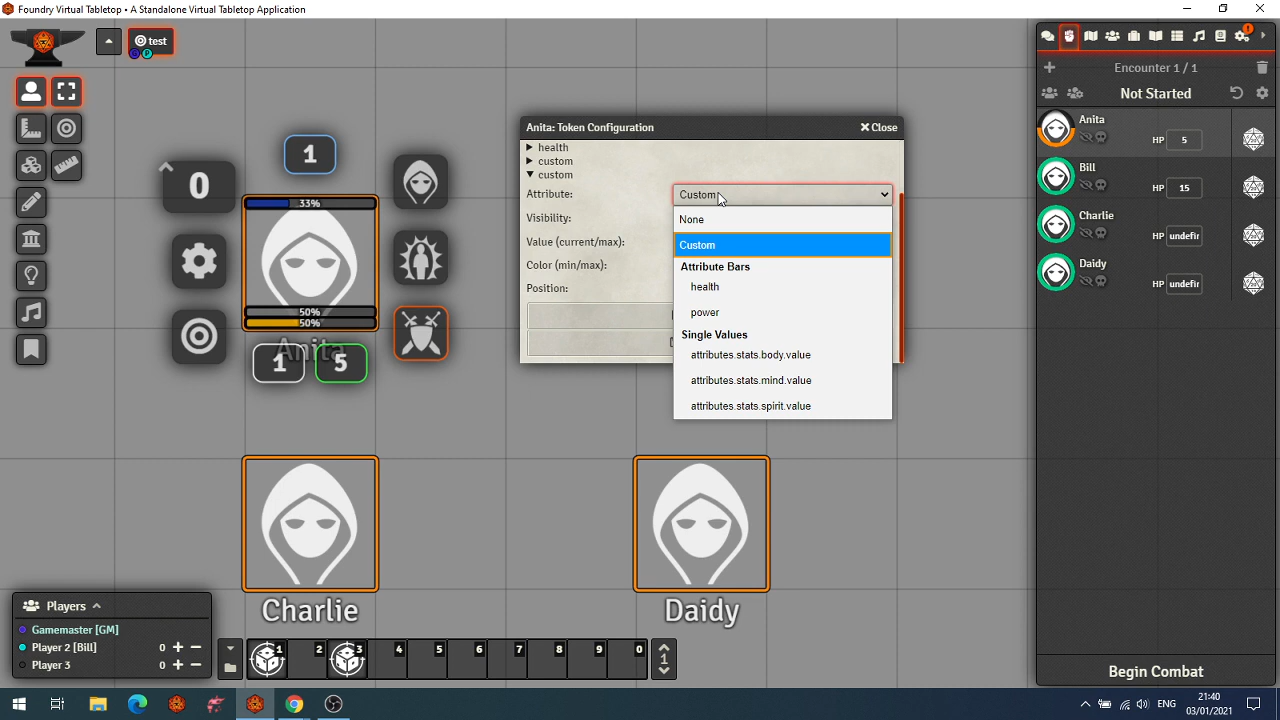 Foundry Virtual Tabletop • A Standalone Virtual Tabletop Application
test
G
P
1
0
33%
50%
50%
Anita
1
5
Charlie
Daidy
Anita: Token Configuration
Close
health
custom
custom
Attribute:
Custom
Visibility:
Value (current/max):
Color (min/max):
Position:
None
Custom
Attribute Bars
health
power
Single Values
attributes.stats.body.value
attributes.stats.mind.value
attributes.stats.spirit.value
Encounter 1 / 1
Not Started
Anita
HP 5
Bill
HP 15
Charlie
HP undefir
Daidy
HP undefir
Begin Combat
Players
Gamemaster [GM]
Player 2 [Bill] 0
Player 3 0
1 2 3 4 5 6 7 8 9 0
1
ENG
21:40
03/01/2021